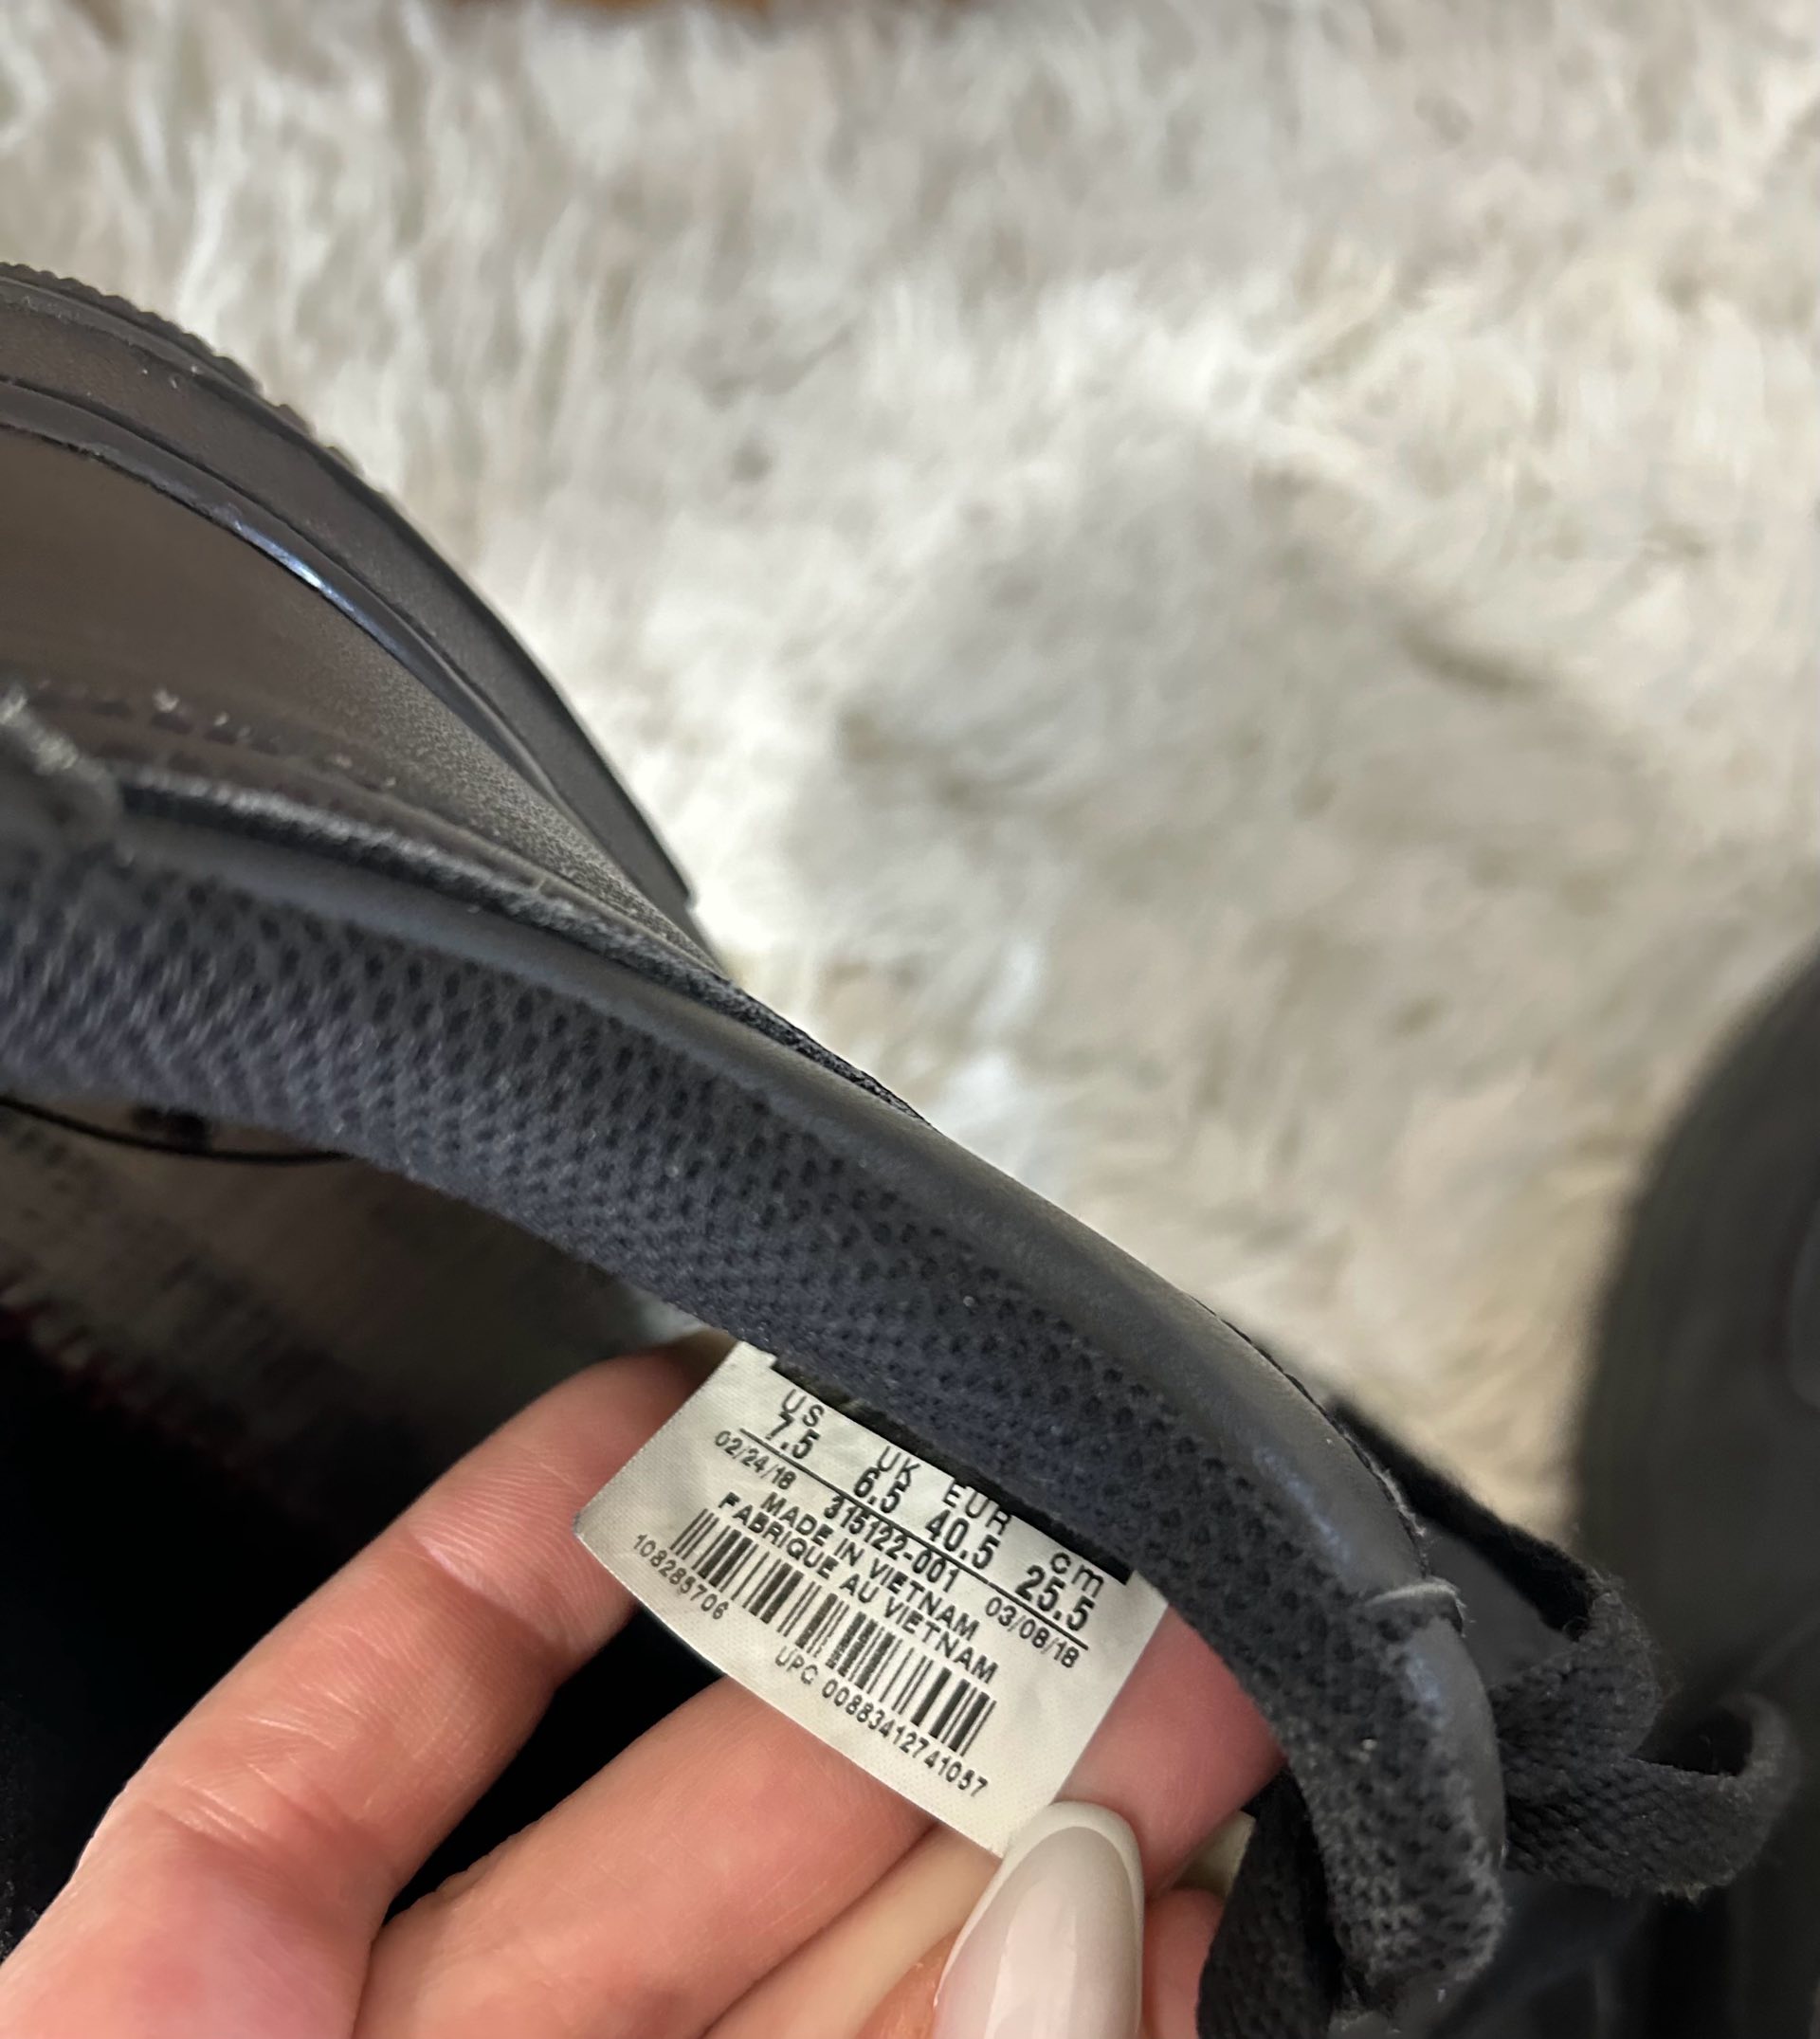 US UK EUR cm
7.5 6.5 40.5 25.5
02/24/18 315122-001 03/08/18
MADE IN VIETNAM
FABRIQUE AU VIETNAM
108285706
UPC 00883412741057